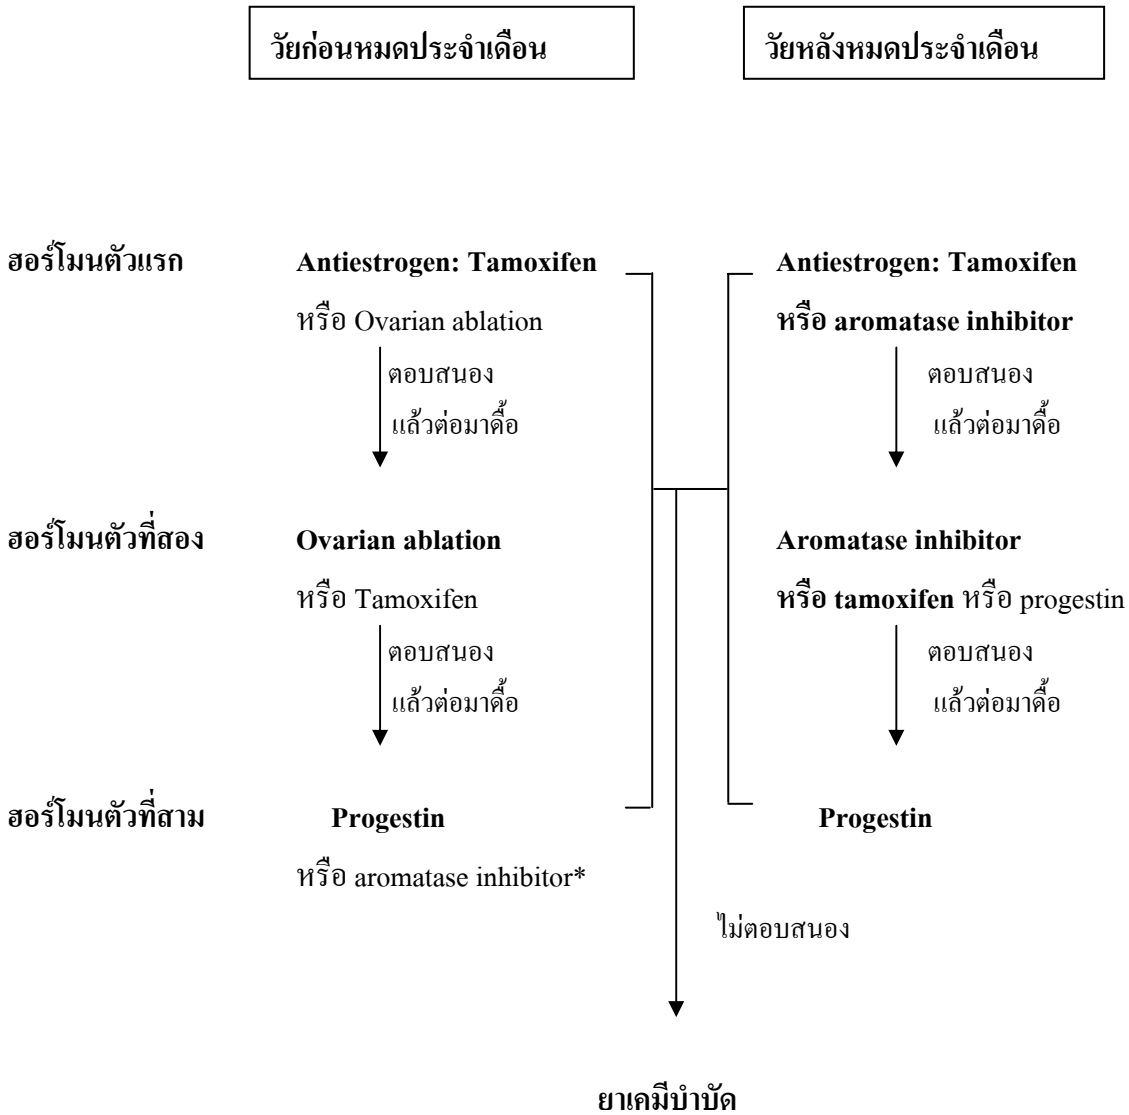 วัยก่อนหมดประจำเดือน
วัยหลังหมดประจำเดือน
ฮอร์โมนตัวแรก
Antiestrogen: Tamoxifen
หรือ Ovarian ablation
ตอบสนอง
แล้วต่อมาดื้อ
Antiestrogen: Tamoxifen
หรือ aromatase inhibitor
ตอบสนอง
แล้วต่อมาดื้อ
ฮอร์โมนตัวที่สอง
Ovarian ablation
หรือ Tamoxifen
ตอบสนอง
แล้วต่อมาดื้อ
Aromatase inhibitor
หรือ tamoxifen หรือ progestin
ตอบสนอง
แล้วต่อมาดื้อ
ฮอร์โมนตัวที่สาม
Progestin
หรือ aromatase inhibitor*
Progestin
ไม่ตอบสนอง
ยาเคมีบำบัด